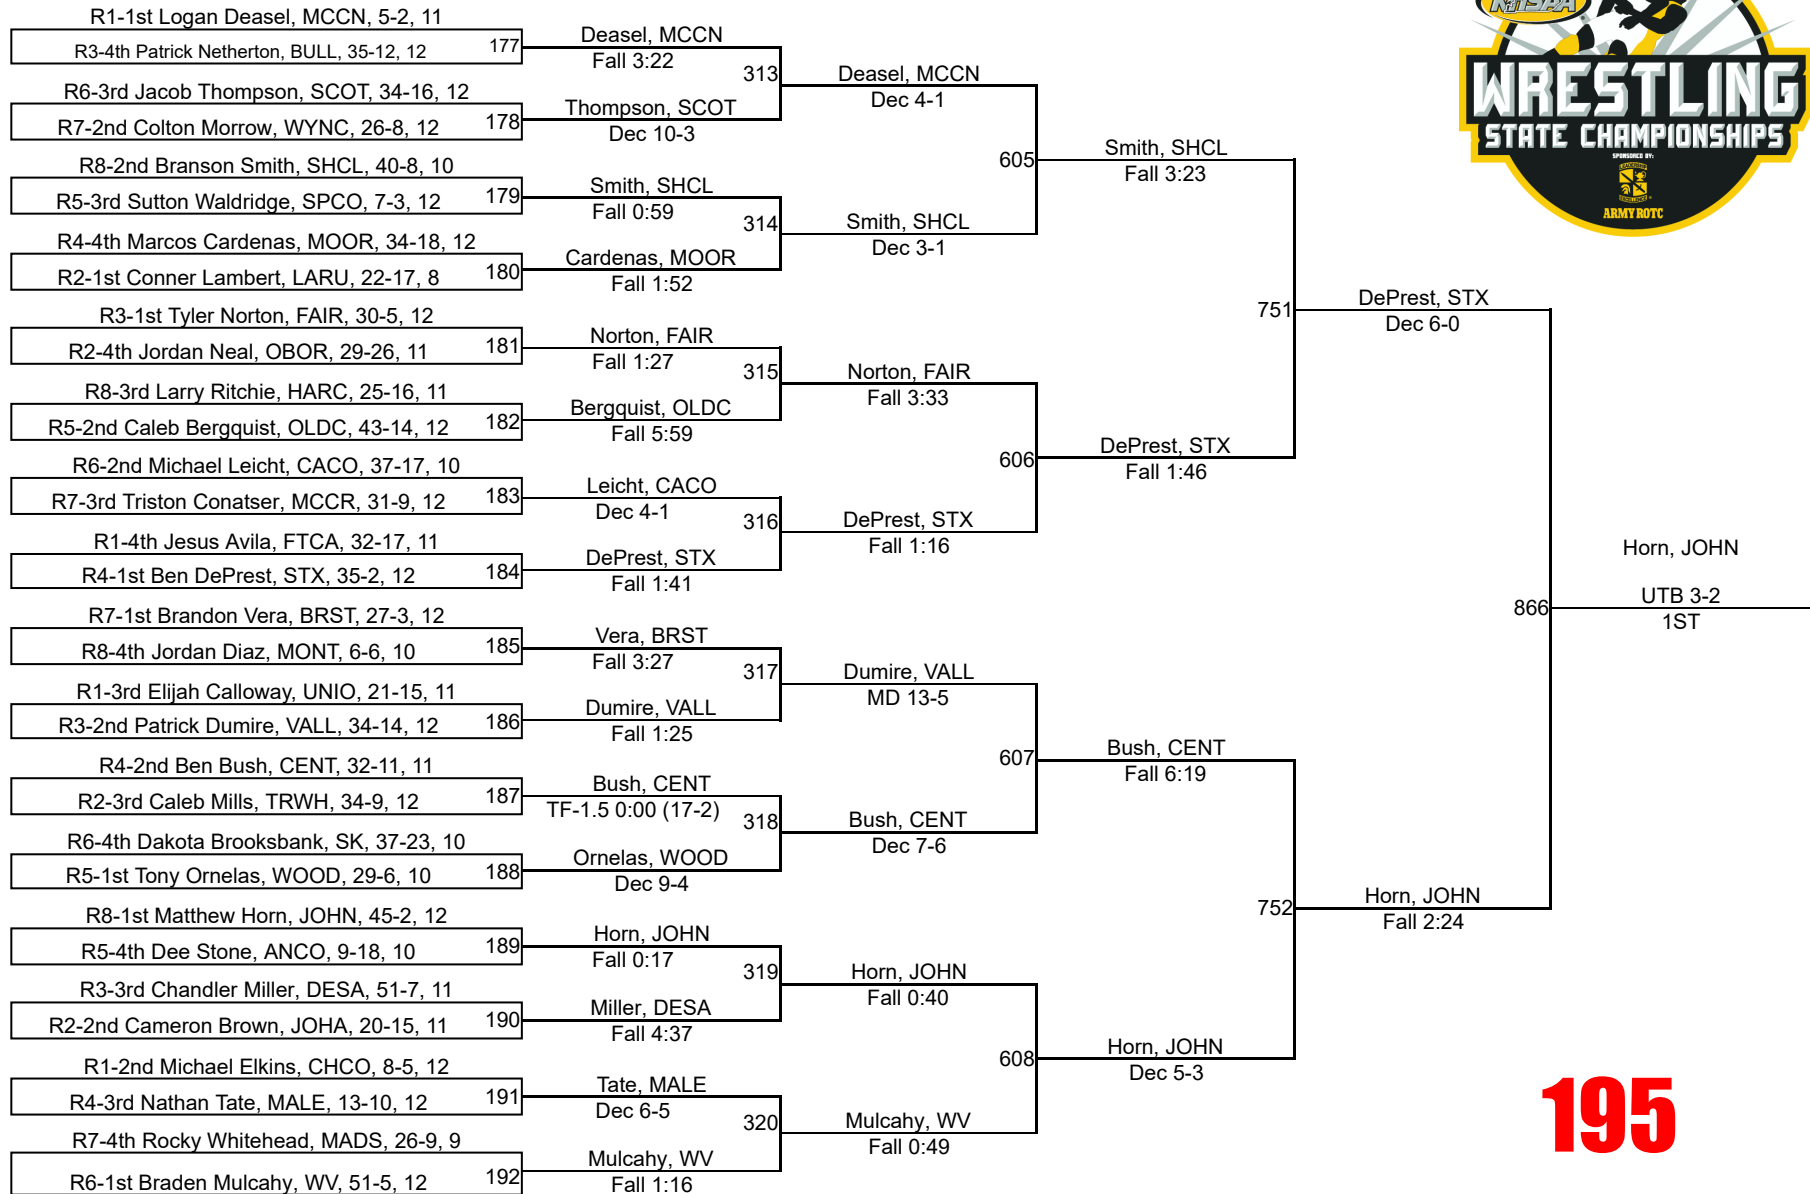 R1-1st Logan Deasel, MCCN, 5-2, 11
R3-4th Patrick Netherton, BULL, 35-12, 12
177
R6-3rd Jacob Thompson, SCOT, 34-16, 12
R7-2nd Colton Morrow, WYNC, 26-8, 12
178
R8-2nd Branson Smith, SHCL, 40-8, 10
R5-3rd Sutton Waldridge, SPCO, 7-3, 12
179
R4-4th Marcos Cardenas, MOOR, 34-18, 12
R2-1st Conner Lambert, LARU, 22-17, 8
180
R3-1st Tyler Norton, FAIR, 30-5, 12
R2-4th Jordan Neal, OBOR, 29-26, 11
181
R8-3rd Larry Ritchie, HARC, 25-16, 11
R5-2nd Caleb Bergquist, OLDC, 43-14, 12
182
R6-2nd Michael Leicht, CACO, 37-17, 10
R7-3rd Triston Conatser, MCCR, 31-9, 12
183
R1-4th Jesus Avila, FTCA, 32-17, 11
R4-1st Ben DePrest, STX, 35-2, 12
184
R7-1st Brandon Vera, BRST, 27-3, 12
R8-4th Jordan Diaz, MONT, 6-6, 10
185
R1-3rd Elijah Calloway, UNIO, 21-15, 11
R3-2nd Patrick Dumire, VALL, 34-14, 12
186
R4-2nd Ben Bush, CENT, 32-11, 11
R2-3rd Caleb Mills, TRWH, 34-9, 12
187
R6-4th Dakota Brooksbank, SK, 37-23, 10
R5-1st Tony Ornelas, WOOD, 29-6, 10
188
R8-1st Matthew Horn, JOHN, 45-2, 12
R5-4th Dee Stone, ANCO, 9-18, 10
189
R3-3rd Chandler Miller, DESA, 51-7, 11
R2-2nd Cameron Brown, JOHA, 20-15, 11
190
R1-2nd Michael Elkins, CHCO, 8-5, 12
R4-3rd Nathan Tate, MALE, 13-10, 12
191
R7-4th Rocky Whitehead, MADS, 26-9, 9
R6-1st Braden Mulcahy, WV, 51-5, 12
192
Deasel, MCCN
Fall 3:22
313
Thompson, SCOT
Dec 10-3
Smith, SHCL
Fall 0:59
314
Cardenas, MOOR
Fall 1:52
Norton, FAIR
Fall 1:27
315
Bergquist, OLDC
Fall 5:59
Leicht, CACO
Dec 4-1
316
DePrest, STX
Fall 1:41
Vera, BRST
Fall 3:27
317
Dumire, VALL
Fall 1:25
Bush, CENT
TF-1.5 0:00 (17-2)
318
Ornelas, WOOD
Dec 9-4
Horn, JOHN
Fall 0:17
319
Miller, DESA
Fall 4:37
Tate, MALE
Dec 6-5
320
Mulcahy, WV
Fall 1:16
Deasel, MCCN
Dec 4-1
605
Smith, SHCL
Dec 3-1
Norton, FAIR
Fall 3:33
606
DePrest, STX
Fall 1:16
Dumire, VALL
MD 13-5
607
Bush, CENT
Dec 7-6
Horn, JOHN
Fall 0:40
608
Mulcahy, WV
Fall 0:49
Smith, SHCL
Fall 3:23
751
DePrest, STX
Fall 1:46
Bush, CENT
Fall 6:19
752
Horn, JOHN
Dec 5-3
DePrest, STX
Dec 6-0
866
Horn, JOHN
Fall 2:24
Horn, JOHN
UTB 3-2
1ST
WRESTLING
STATE CHAMPIONSHIPS
SPONSORED BY:
ARMY ROTC
195